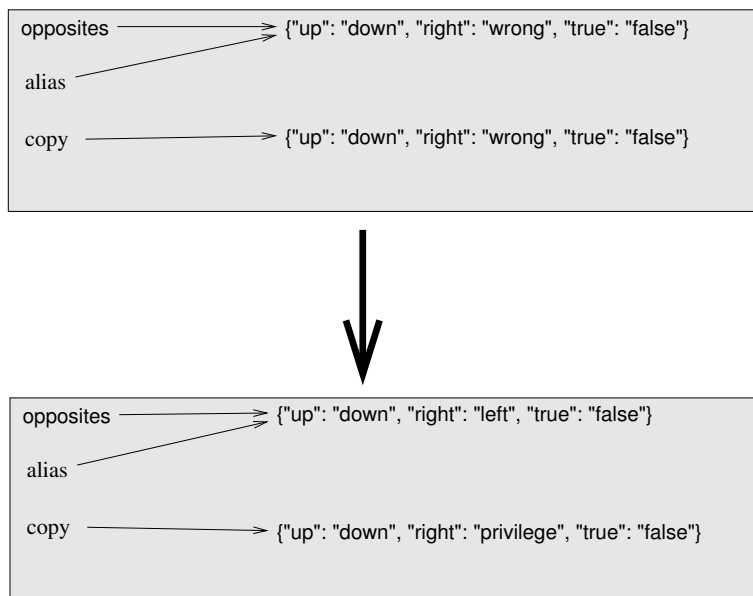 opposites {"up": "down", "right": "wrong", "true": "false"}
alias
copy {"up": "down", "right": "wrong", "true": "false"}
opposites {"up": "down", "right": "left", "true": "false"}
alias
copy {"up": "down", "right": "privilege", "true": "false"}